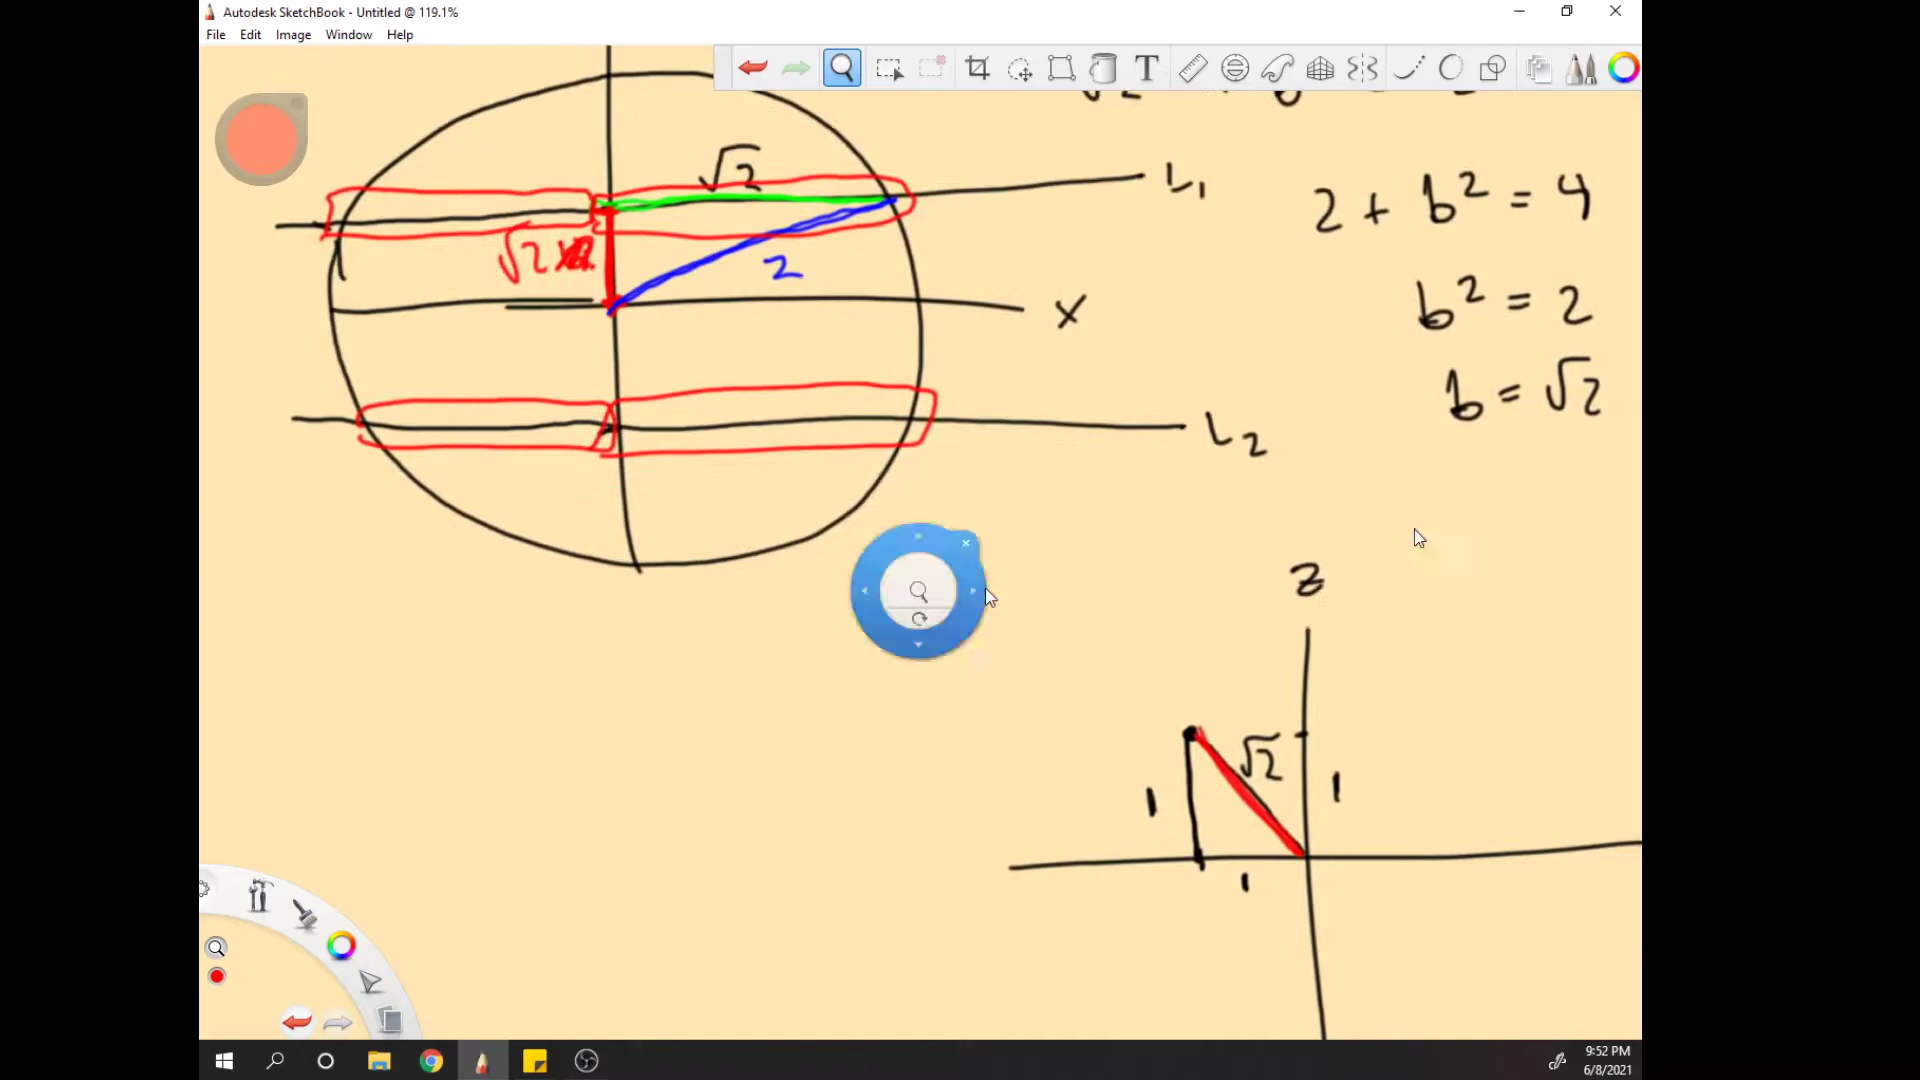 Autodesk SketchBook - Untitled @ 119.1%
File Edit Image Window Help
T
√2
L1
2 + b² = 4
√2
2
x
b² = 2
b = √2
L2
z
√2
1
1
1
9:52 PM
6/8/2021